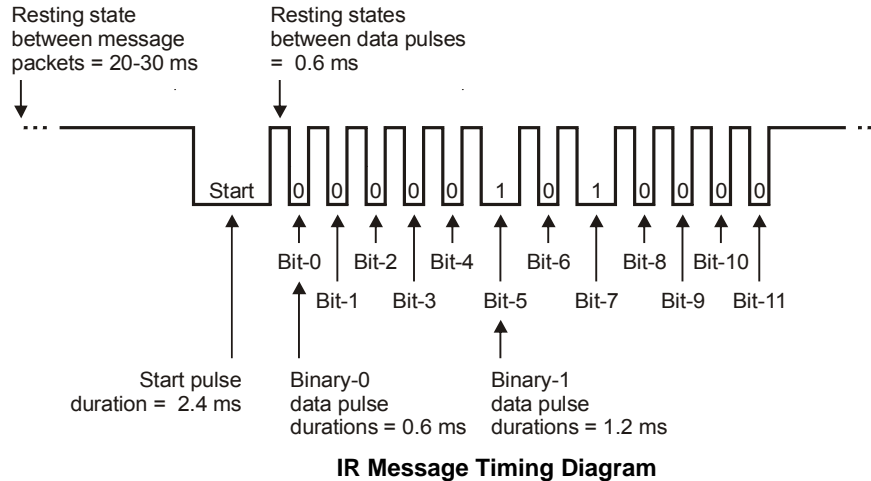 Resting state
between message
packets = 20-30 ms
Resting states
between data pulses
= 0.6 ms
Start 0 0 0 0 0 1 0 1 0 0 0 0
Bit-0 Bit-2 Bit-4 Bit-6 Bit-8 Bit-10
Bit-1 Bit-3 Bit-5 Bit-7 Bit-9 Bit-11
Start pulse
duration = 2.4 ms
Binary-0
data pulse
durations = 0.6 ms
Binary-1
data pulse
durations = 1.2 ms
IR Message Timing Diagram